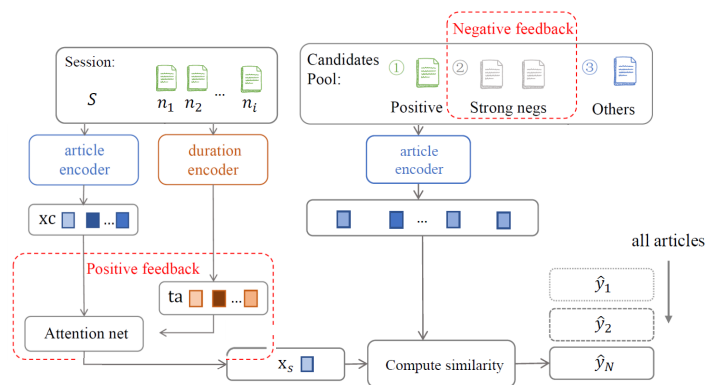 Negative feedback
Session:
S
n₁ n₂ ... nᵢ
Candidates
Pool:
① ② ③
Positive Strong negs Others
article
encoder
duration
encoder
article
encoder
xc ...
...
all articles
Positive feedback
ta ...
ŷ₁
Attention net
ŷ₂
xₛ
Compute similarity
ŷ_N